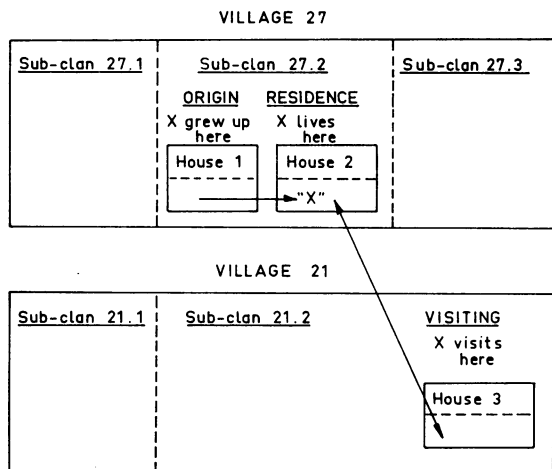 VILLAGE 27
Sub-clan 27.1
Sub-clan 27.2
Sub-clan 27.3
ORIGIN
RESIDENCE
X grew up
here
X lives
here
House 1
House 2
"X"
VILLAGE 21
Sub-clan 21.1
Sub-clan 21.2
VISITING
X visits
here
House 3